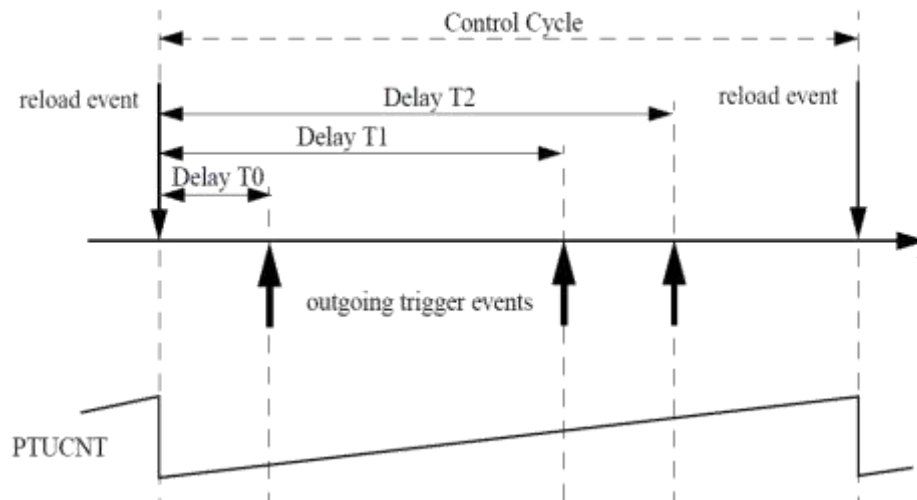 Control Cycle
reload event
reload event
Delay T2
Delay T1
Delay T0
outgoing trigger events
PTUCNT